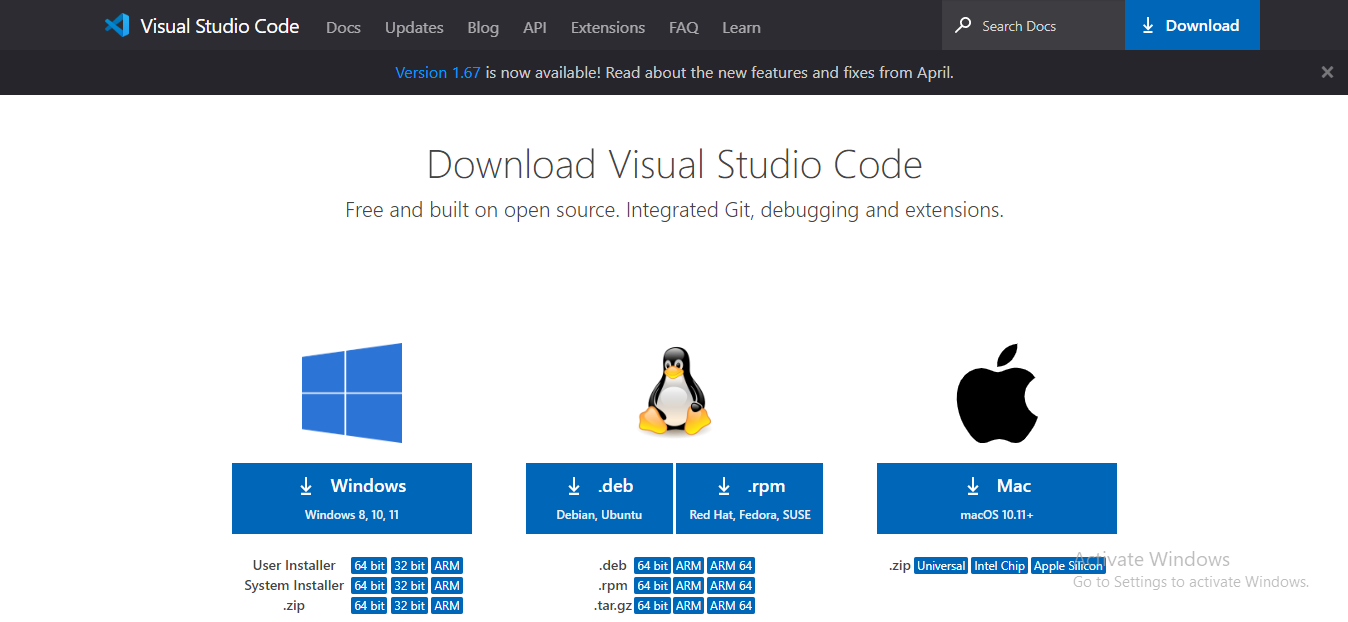 Visual Studio Code Docs Updates Blog API Extensions FAQ Learn Search Docs Download
Version 1.67 is now available! Read about the new features and fixes from April.
Download Visual Studio Code
Free and built on open source. Integrated Git, debugging and extensions.
Windows
Windows 8, 10, 11
.deb
Debian, Ubuntu
.rpm
Red Hat, Fedora, SUSE
Mac
macOS 10.11+
User Installer 64 bit 32 bit ARM
System Installer 64 bit 32 bit ARM
.zip 64 bit 32 bit ARM
.deb 64 bit ARM ARM 64
.rpm 64 bit ARM ARM 64
.tar.gz 64 bit ARM ARM 64
.zip Universal Intel Chip Apple Silicon
Activate Windows
Go to Settings to activate Windows.